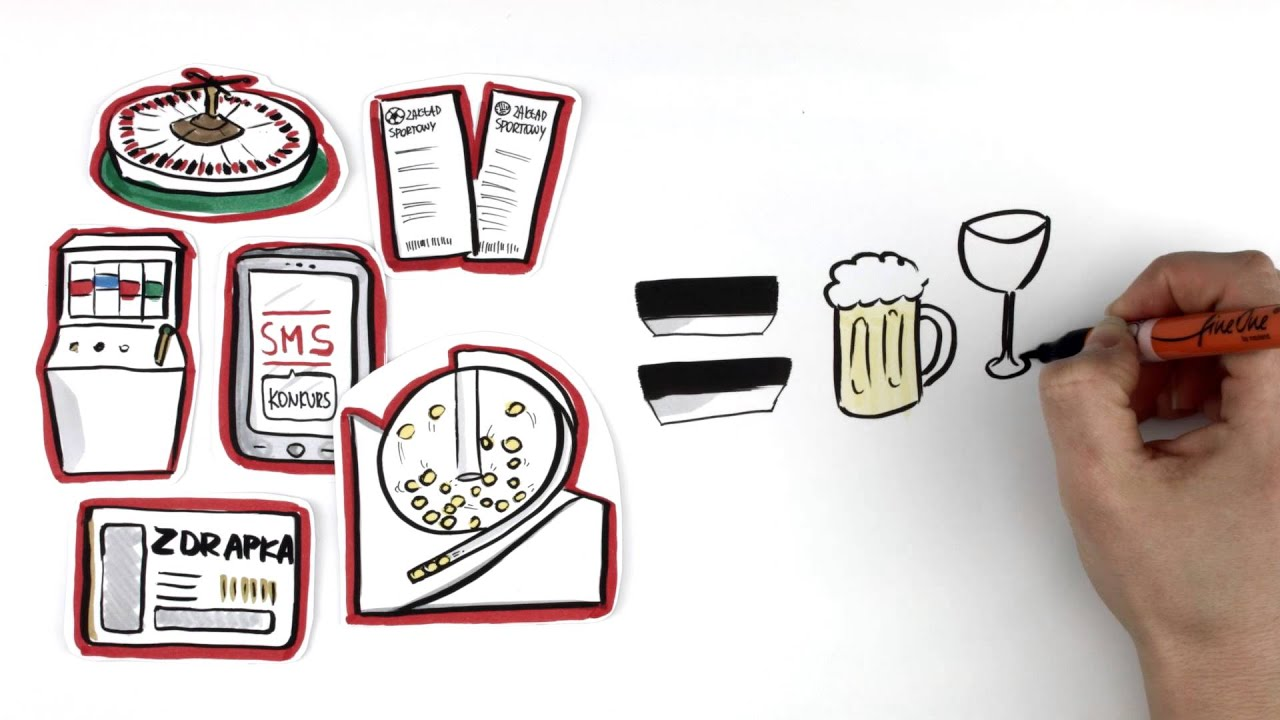 ZAKŁAD
SPORTOWY
ZAKŁAD
SPORTOWY
SMS
KONKURS
ZDRAPKA
fineOne